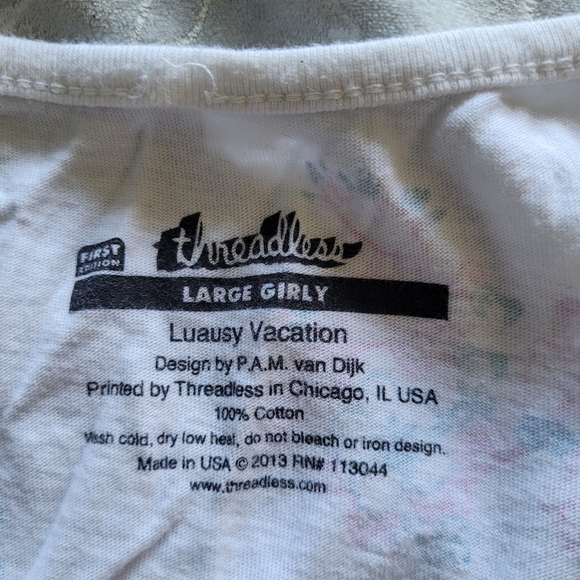 FIRST EDITION
threadless
LARGE GIRLY
Luausy Vacation
Design by P.A.M. van Dijk
Printed by Threadless in Chicago, IL USA
100% Cotton
Wash cold, dry low heat, do not bleach or iron design.
Made in USA © 2013 RN# 113044
www.threadless.com